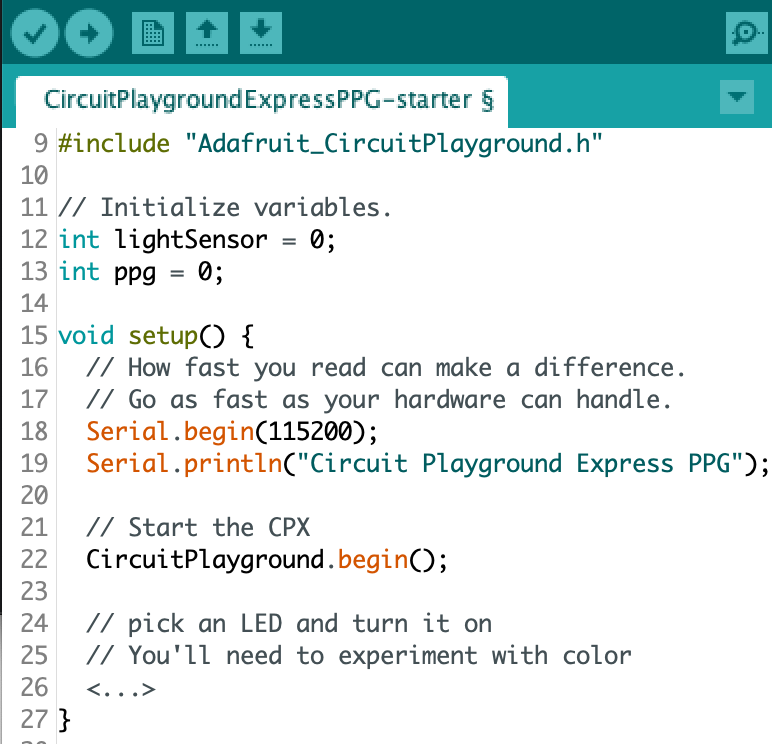 CircuitPlaygroundExpressPPG-starter §
9 #include "Adafruit_CircuitPlayground.h"
10
11 // Initialize variables.
12 int lightSensor = 0;
13 int ppg = 0;
14
15 void setup() {
16   // How fast you read can make a difference.
17   // Go as fast as your hardware can handle.
18   Serial.begin(115200);
19   Serial.println("Circuit Playground Express PPG");
20
21   // Start the CPX
22   CircuitPlayground.begin();
23
24   // pick an LED and turn it on
25   // You'll need to experiment with color
26   <...>
27 }